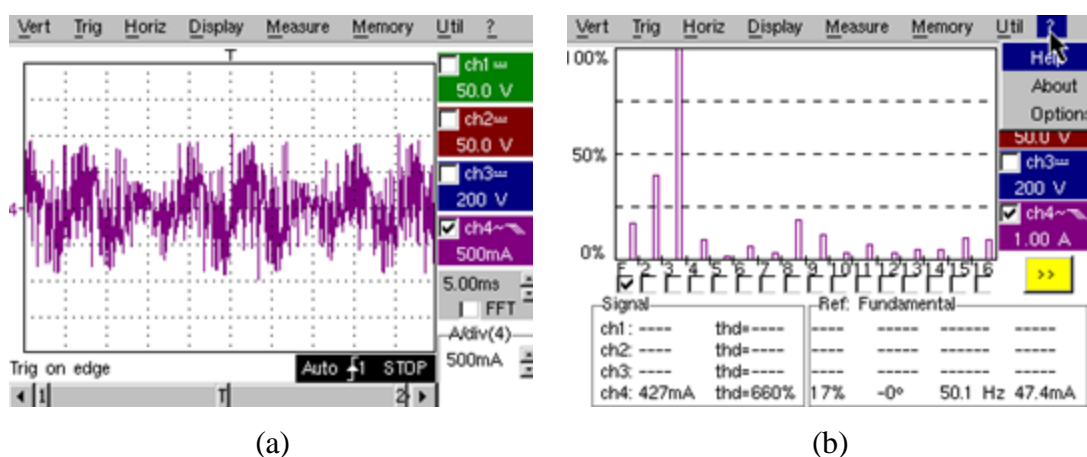 Vert Trig Horiz Display Measure Memory Util ?
T
ch1
50.0 V
ch2
50.0 V
ch3
200 V
ch4~
500mA
4-
5.00ms
FFT
A/div(4)
500mA
Trig on edge
Auto 1 STOP
1 T 2
(a)
Vert Trig Horiz Display Measure Memory Util ?
Help
About
Options
100%
50%
0%
50.0 V
ch3
200 V
ch4~
1.00 A
>>
F 2 3 4 5 6 7 8 9 10 11 12 13 14 15 16
Signal Ref: Fundamental
ch1: ---- thd=---- ---- ----- ------ -----
ch2: ---- thd=---- ---- ----- ------ -----
ch3: ---- thd=---- ---- ----- ------ -----
ch4: 427mA thd=660% 17% -0° 50.1 Hz 47.4mA
(b)